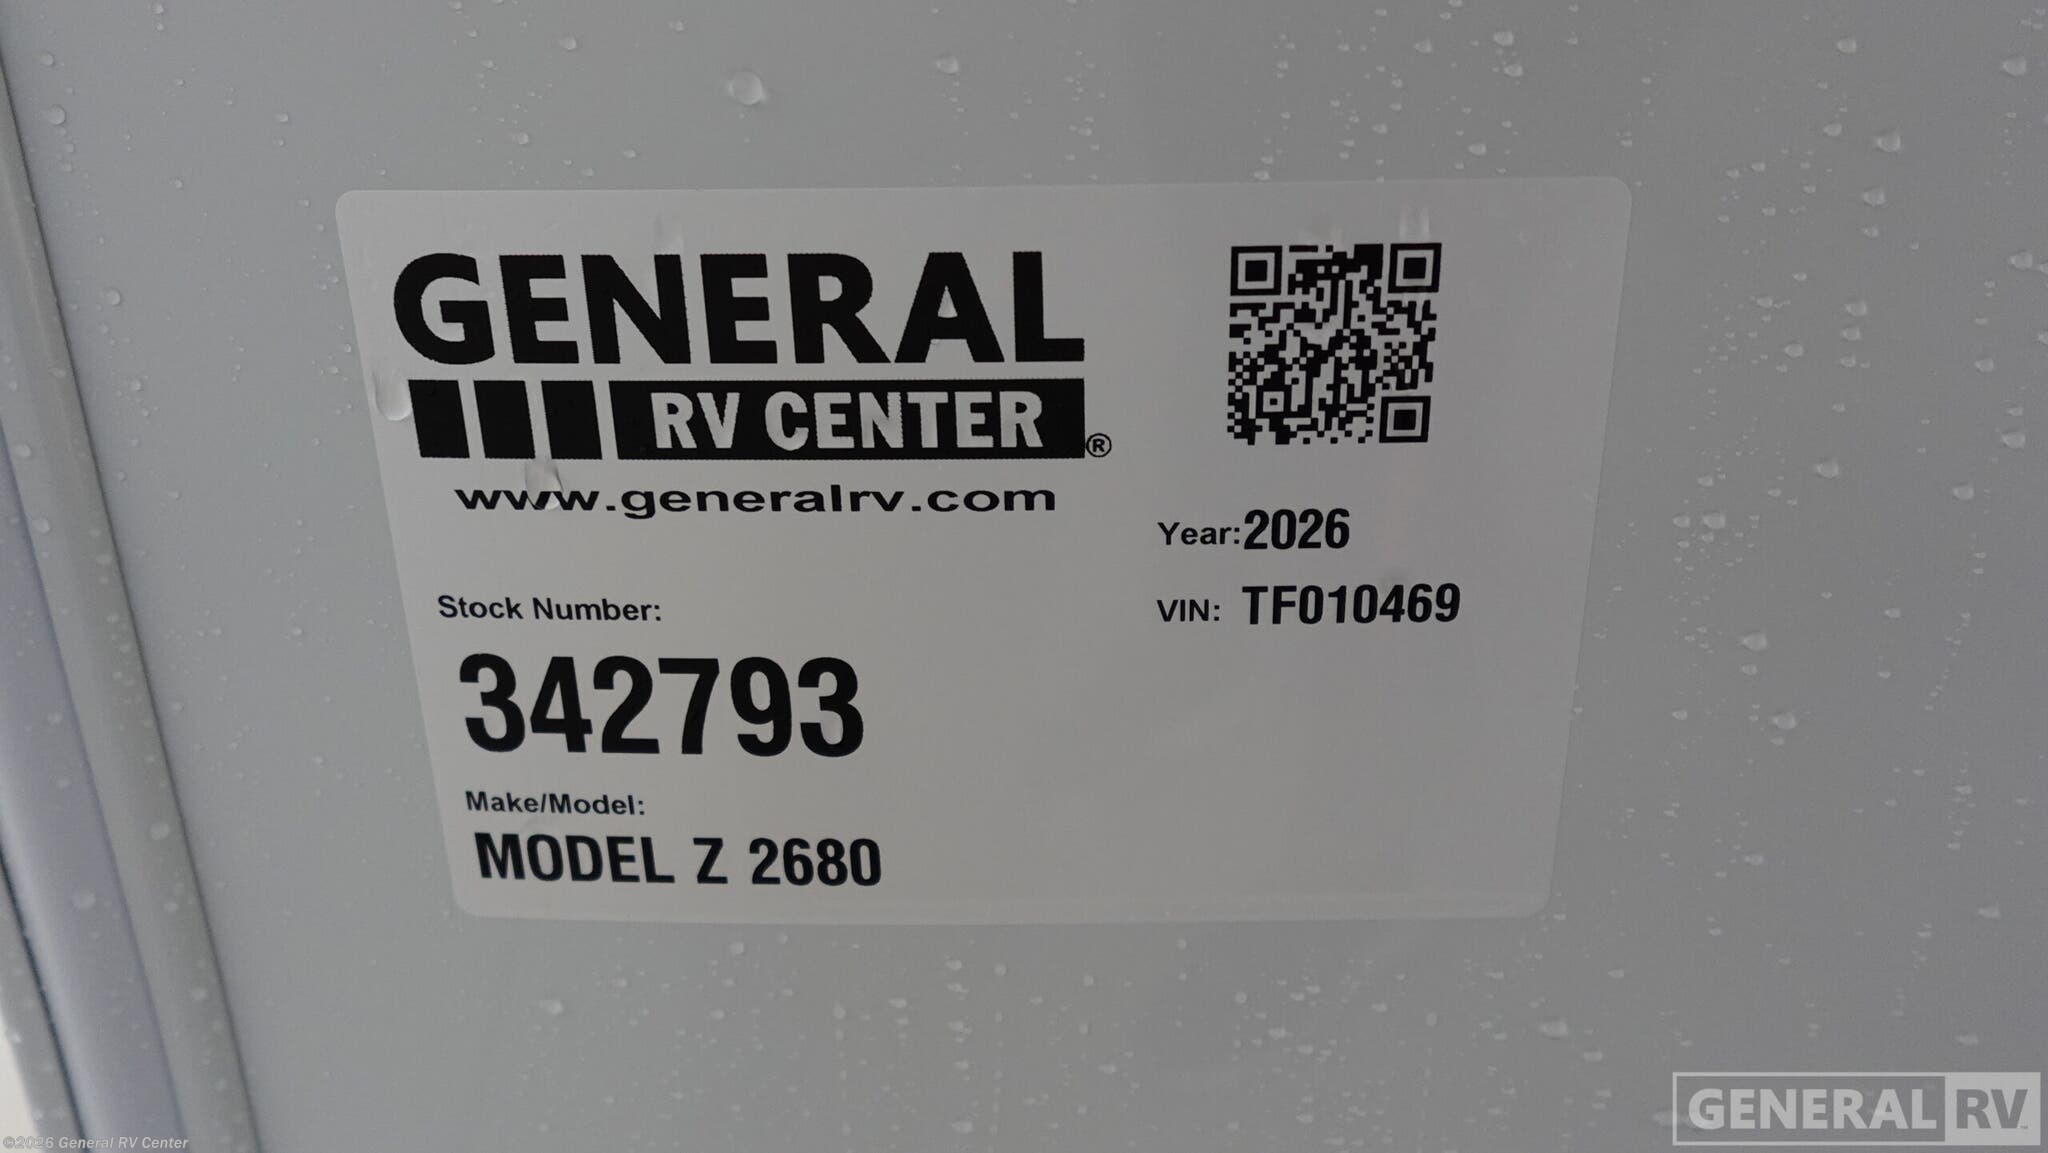 GENERAL
RV CENTER®
www.generalrv.com
Year: 2026
VIN: TF010469
Stock Number:
342793
Make/Model:
MODEL Z 2680
©2026 General RV Center
GENERAL RV™